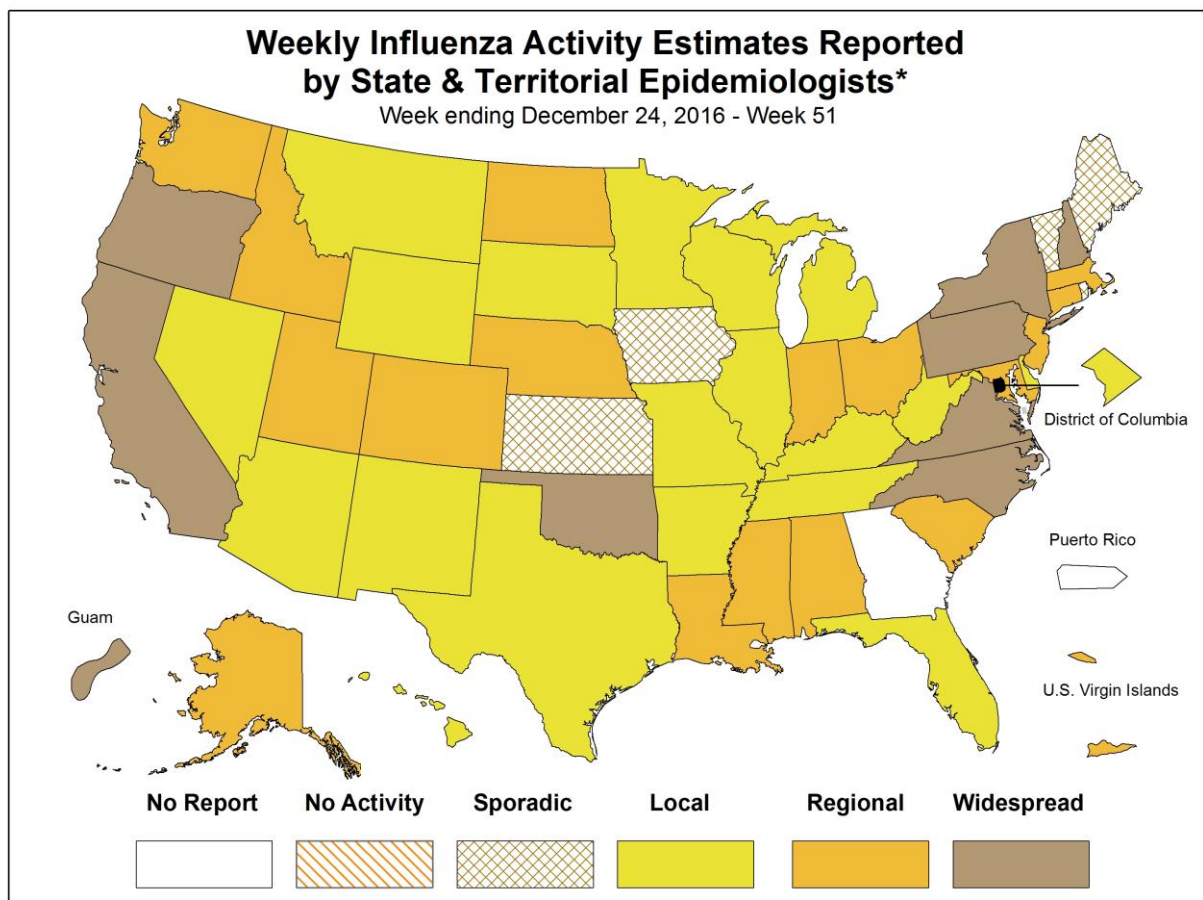 Weekly Influenza Activity Estimates Reported
by State & Territorial Epidemiologists*
Week ending December 24, 2016 - Week 51
District of Columbia
Puerto Rico
Guam
U.S. Virgin Islands
No Report
No Activity
Sporadic
Local
Regional
Widespread